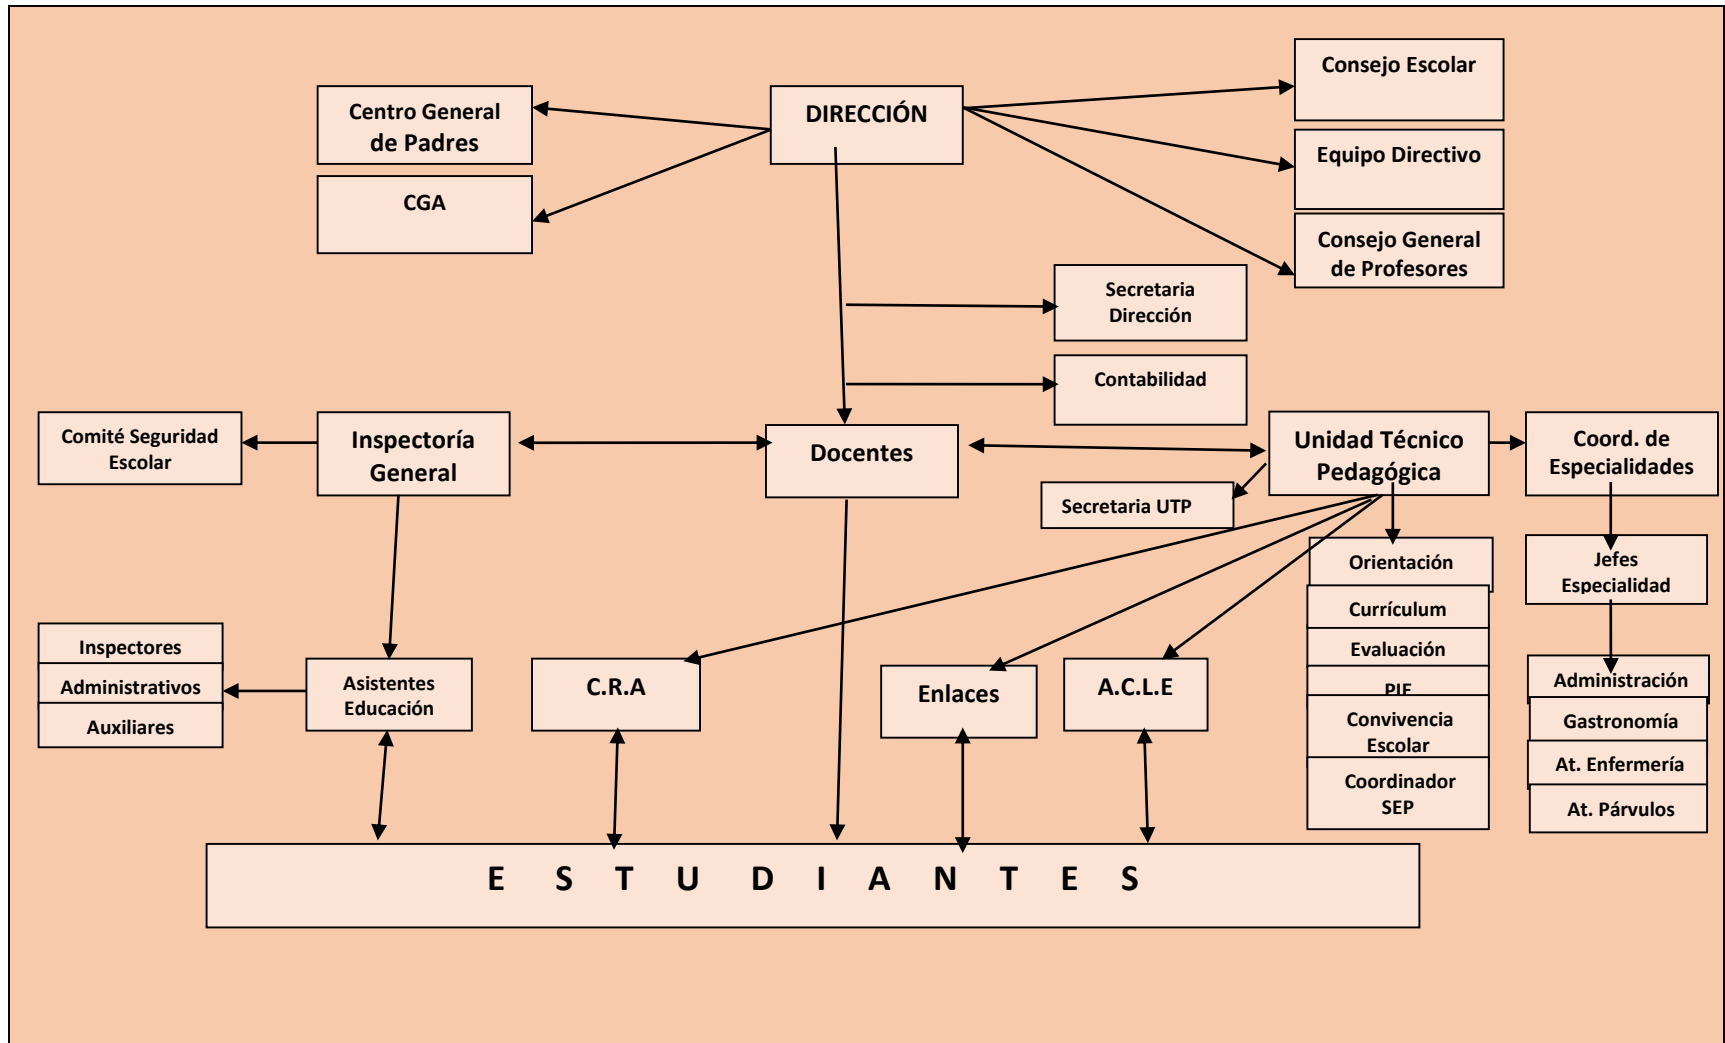 Consejo Escolar
Centro General
de Padres
DIRECCIÓN
Equipo Directivo
CGA
Consejo General
de Profesores
Secretaria
Dirección
Contabilidad
Comité Seguridad
Escolar
Inspectoría
General
Docentes
Unidad Técnico
Pedagógica
Coord. de
Especialidades
Secretaria UTP
Orientación
Jefes
Especialidad
Currículum
Inspectores
Evaluación
Administrativos
Asistentes
Educación
C.R.A
Enlaces
A.C.L.E
PIE
Administración
Auxiliares
Convivencia
Escolar
Gastronomía
At. Enfermería
Coordinador
SEP
At. Párvulos
E S T U D I A N T E S